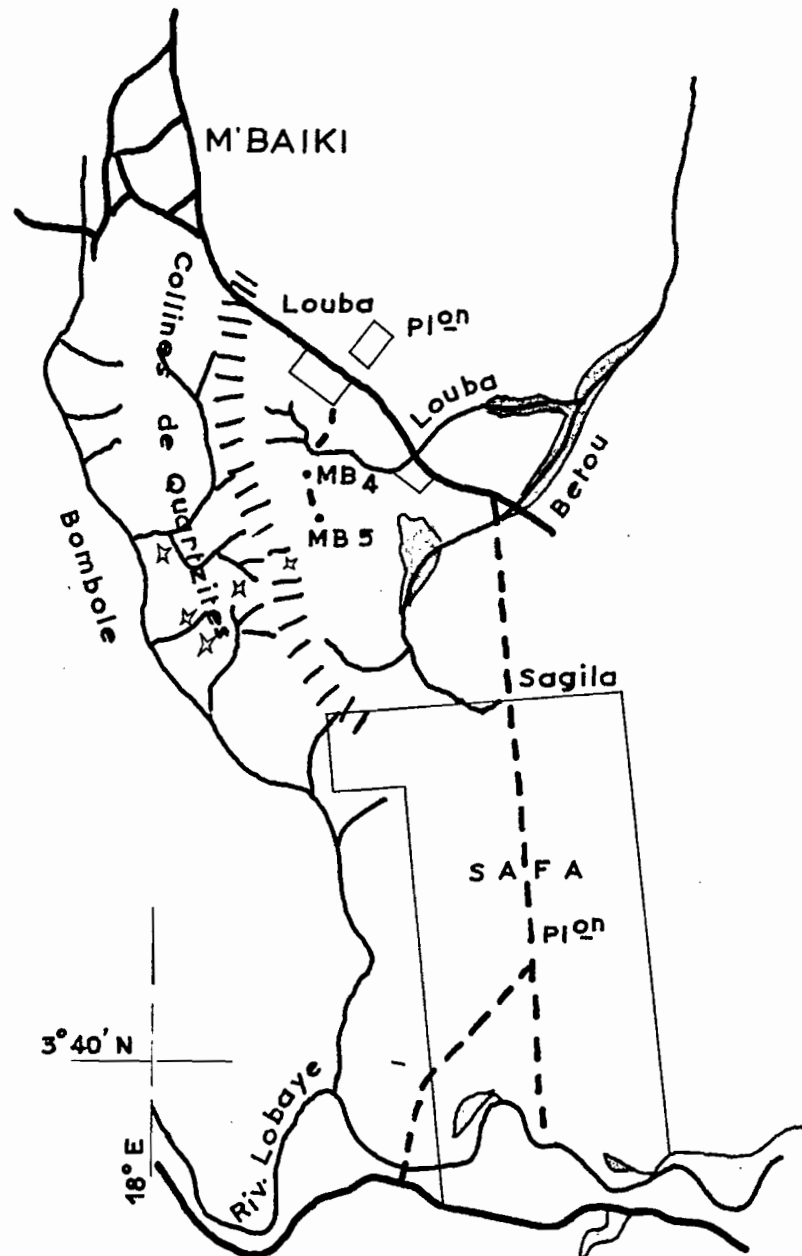 M'BAIKI
Collines de Quartzites
Louba
Plon
Louba
Betou
MB4
MB5
Bombole
Sagila
SAFA
Plon
3°40'N
18°E
Riv. Lobaye